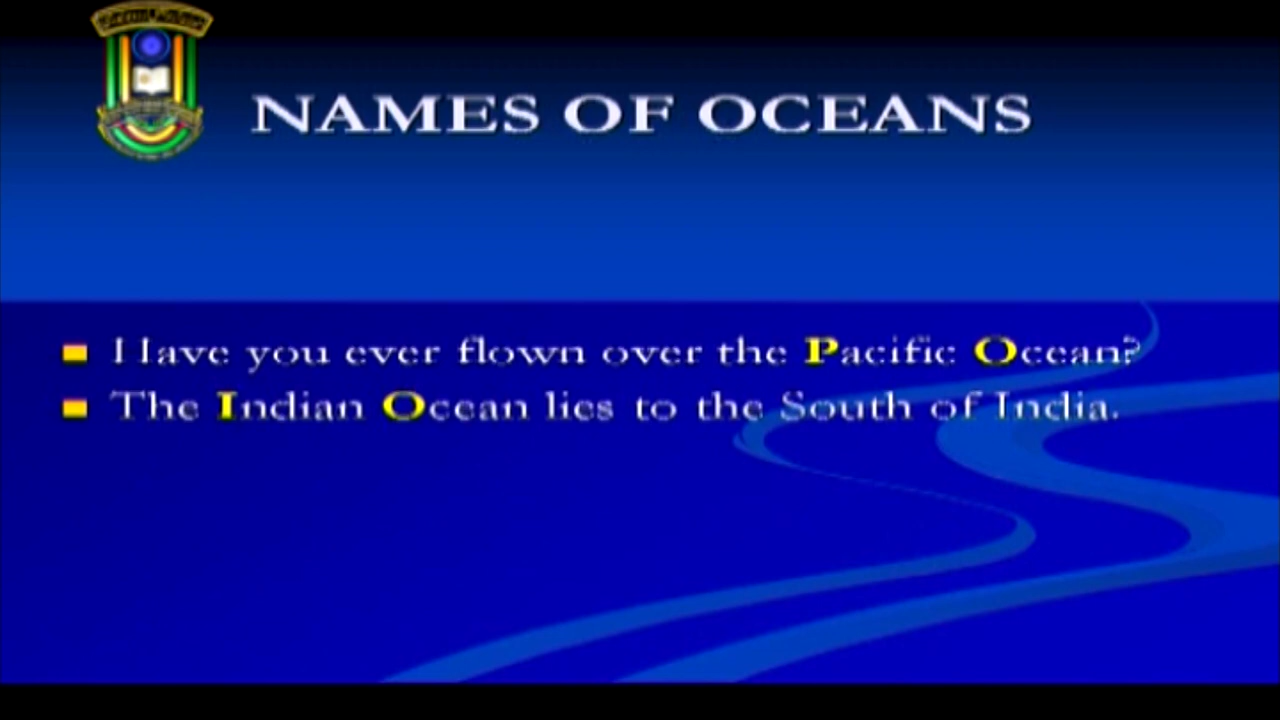 NAMES OF OCEANS
Have you ever flown over the Pacific Ocean?
The Indian Ocean lies to the South of India.